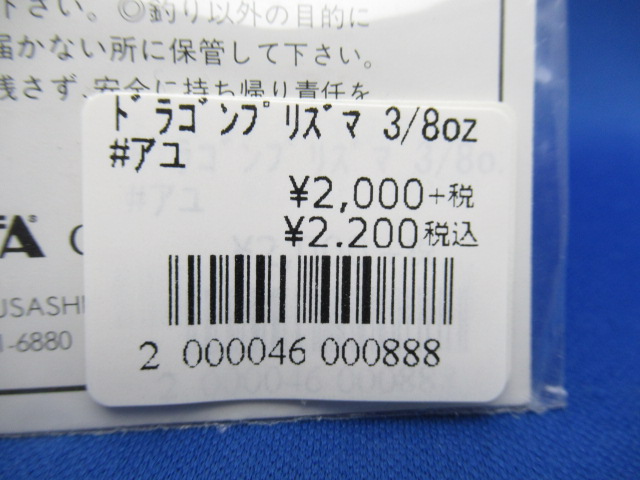 下さい。◎釣り以外の目的に
届かない所に保管して下さい。
残さず、安全に持ち帰り責任を
ﾄﾞﾗｺﾞﾝﾌﾟﾘｽﾞﾏ 3/8oz
#アユ
¥2,000+税
¥2.200税込
2 000046 000888
USASHI
1-6880